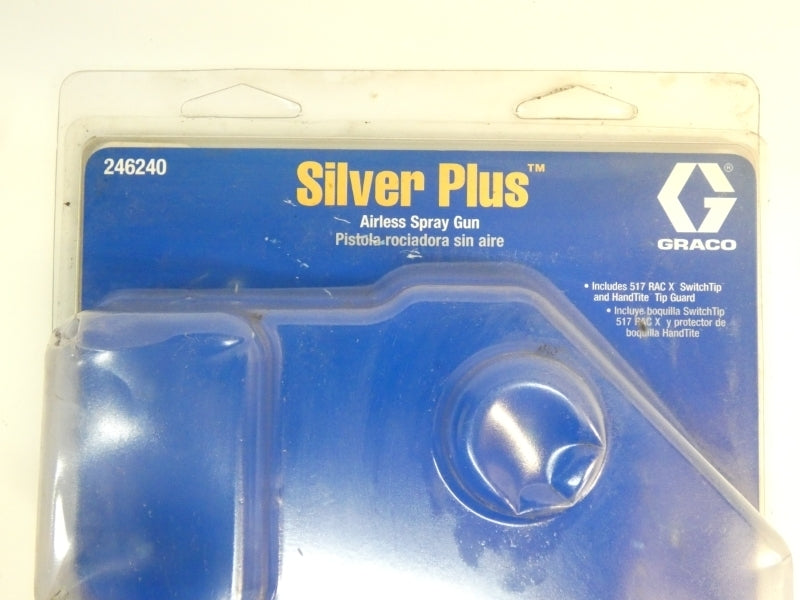 246240
Silver Plus™
Airless Spray Gun
Pistola rociadora sin aire
®
GRACO
• Includes 517 RAC X SwitchTip
and HandTite Tip Guard
• Incluye boquilla SwitchTip
517 RAC X y protector de
boquilla HandTite